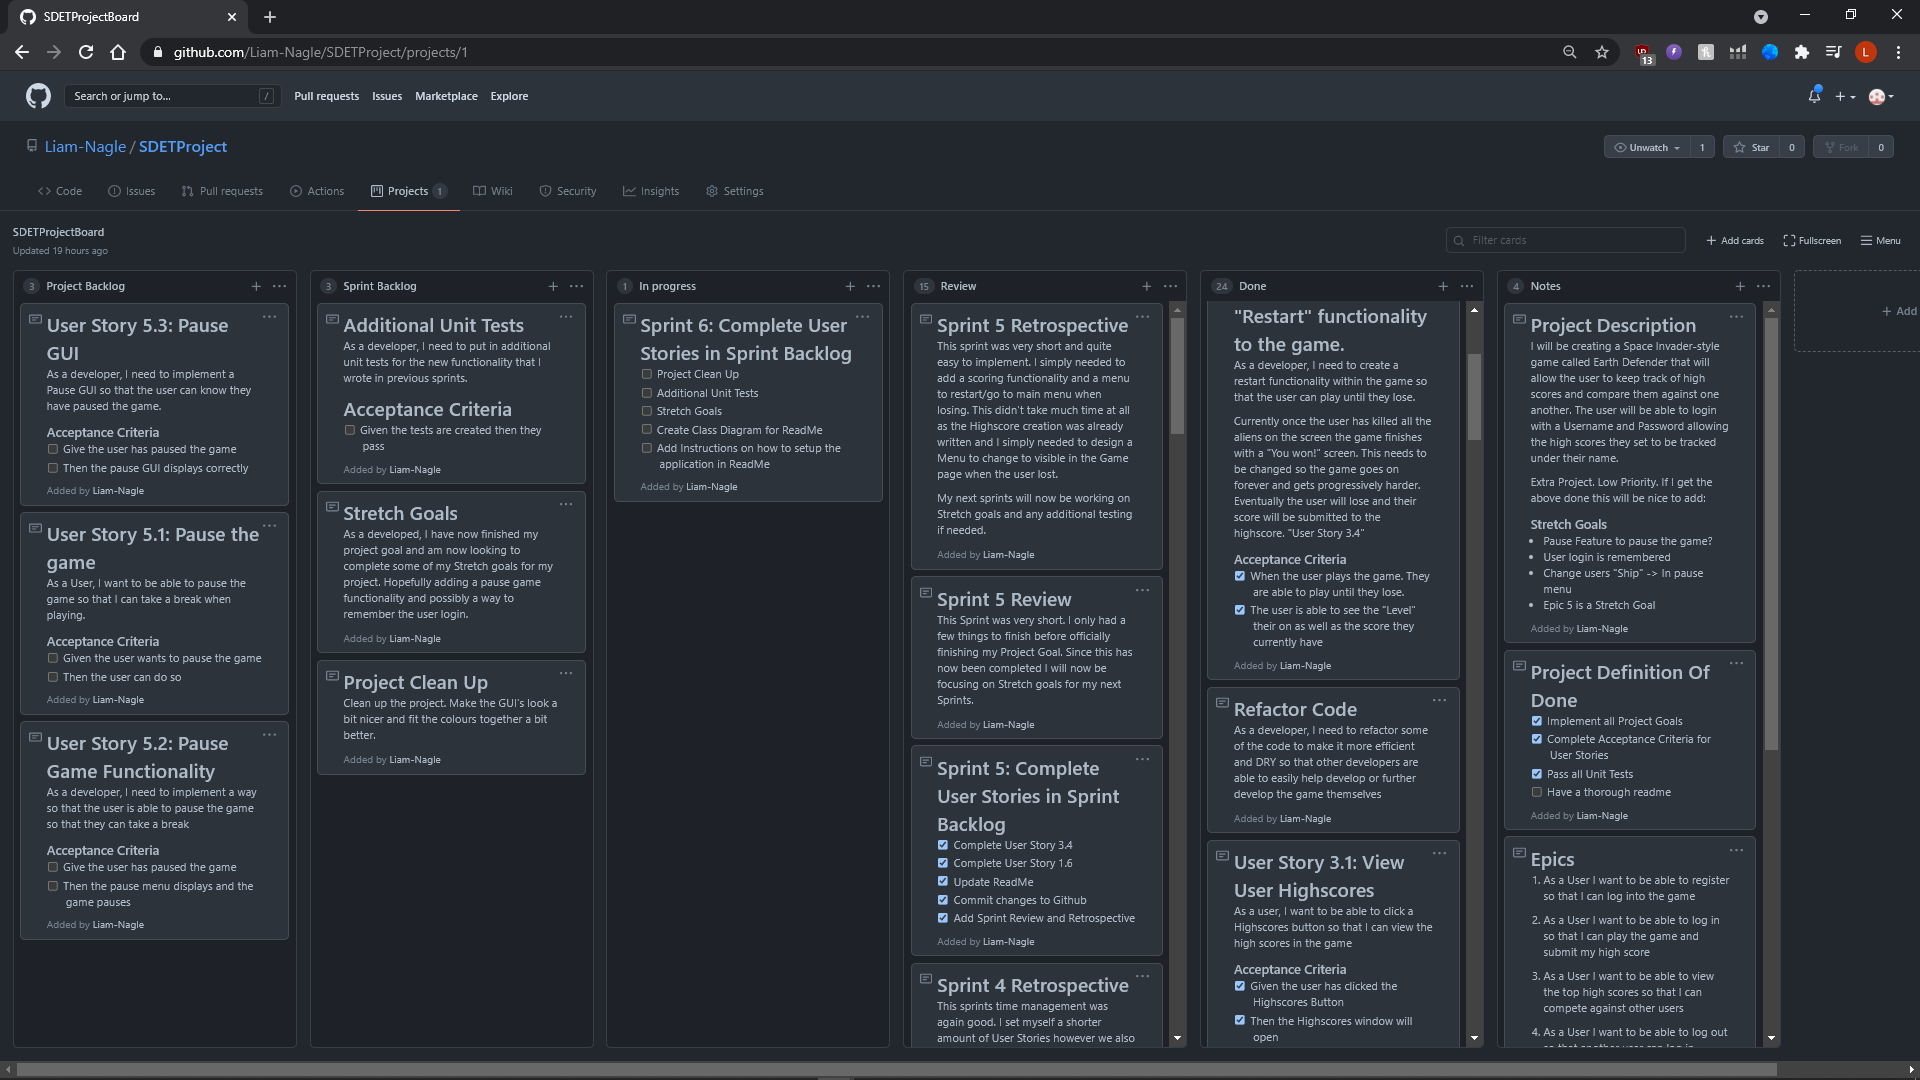 SDETProjectBoard
github.com/Liam-Nagle/SDETProject/projects/1
13
L
Search or jump to...
/
Pull requests
Issues
Marketplace
Explore
Liam-Nagle / SDETProject
Unwatch
1
Star
0
Fork
0
Code
Issues
Pull requests
Actions
Projects 1
Wiki
Security
Insights
Settings
SDETProjectBoard
Updated 19 hours ago
Filter cards
Add cards
Fullscreen
Menu
3 Project Backlog
User Story 5.3: Pause
GUI
As a developer, I need to implement a
Pause GUI so that the user can know they
have paused the game.
Acceptance Criteria
Give the user has paused the game
Then the pause GUI displays correctly
Added by Liam-Nagle
User Story 5.1: Pause the
game
As a User, I want to be able to pause the
game so that I can take a break when
playing.
Acceptance Criteria
Given the user wants to pause the game
Then the user can do so
Added by Liam-Nagle
User Story 5.2: Pause
Game Functionality
As a developer, I need to implement a way
so that the user is able to pause the game
so that they can take a break
Acceptance Criteria
Give the user has paused the game
Then the pause menu displays and the
game pauses
Added by Liam-Nagle
3 Sprint Backlog
Additional Unit Tests
As a developer, I need to put in additional
unit tests for the new functionality that I
wrote in previous sprints.
Acceptance Criteria
Given the tests are created then they
pass
Added by Liam-Nagle
Stretch Goals
As a developed, I have now finished my
project goal and am now looking to
complete some of my Stretch goals for my
project. Hopefully adding a pause game
functionality and possibly a way to
remember the user login.
Added by Liam-Nagle
Project Clean Up
Clean up the project. Make the GUI's look a
bit nicer and fit the colours together a bit
better.
Added by Liam-Nagle
1 In progress
Sprint 6: Complete User
Stories in Sprint Backlog
Project Clean Up
Additional Unit Tests
Stretch Goals
Create Class Diagram for ReadMe
Add Instructions on how to setup the
application in ReadMe
Added by Liam-Nagle
15 Review
Sprint 5 Retrospective
This sprint was very short and quite
easy to implement. I simply needed to
add a scoring functionality and a menu
to restart/go to main menu when
losing. This didn't take much time at all
as the Highscore creation was already
written and I simply needed to design a
Menu to change to visible in the Game
page when the user lost.
My next sprints will now be working on
Stretch goals and any additional testing
if needed.
Added by Liam-Nagle
Sprint 5 Review
This Sprint was very short. I only had a
few things to finish before officially
finishing my Project Goal. Since this has
now been completed I will now be
focusing on Stretch goals for my next
Sprints.
Added by Liam-Nagle
Sprint 5: Complete
User Stories in Sprint
Backlog
Complete User Story 3.4
Complete User Story 1.6
Update ReadMe
Commit changes to Github
Add Sprint Review and Retrospective
Added by Liam-Nagle
Sprint 4 Retrospective
This sprints time management was
again good. I set myself a shorter
amount of User Stories however we also
24 Done
"Restart" functionality
to the game.
As a developer, I need to create a
restart functionality within the game so
that the user can play until they lose.
Currently once the user has killed all the
aliens on the screen the game finishes
with a "You won!" screen. This needs to
be changed so the game goes on
forever and gets progressively harder.
Eventually the user will lose and their
score will be submitted to the
highscore. "User Story 3.4"
Acceptance Criteria
When the user plays the game. They
are able to play until they lose.
The user is able to see the "Level"
their on as well as the score they
currently have
Added by Liam-Nagle
Refactor Code
As a developer, I need to refactor some
of the code to make it more efficient
and DRY so that other developers are
able to easily help develop or further
develop the game themselves
Added by Liam-Nagle
User Story 3.1: View
User Highscores
As a user, I want to be able to click a
Highscores button so that I can view the
high scores in the game
Acceptance Criteria
Given the user has clicked the
Highscores Button
Then the Highscores window will
open
4 Notes
Project Description
I will be creating a Space Invader-style
game called Earth Defender that will
allow the user to keep track of high
scores and compare them against one
another. The user will be able to login
with a Username and Password allowing
the high scores they set to be tracked
under their name.
Extra Project. Low Priority. If I get the
above done this will be nice to add:
Stretch Goals
• Pause Feature to pause the game?
• User login is remembered
• Change users "Ship" -> In pause
menu
• Epic 5 is a Stretch Goal
Added by Liam-Nagle
Project Definition Of
Done
Implement all Project Goals
Complete Acceptance Criteria for
User Stories
Pass all Unit Tests
Have a thorough readme
Added by Liam-Nagle
Epics
1. As a User I want to be able to register
so that I can log into the game
2. As a User I want to be able to log in
so that I can play the game and
submit my high score
3. As a User I want to be able to view
the top high scores so that I can
compete against other users
4. As a User I want to be able to log out
Add